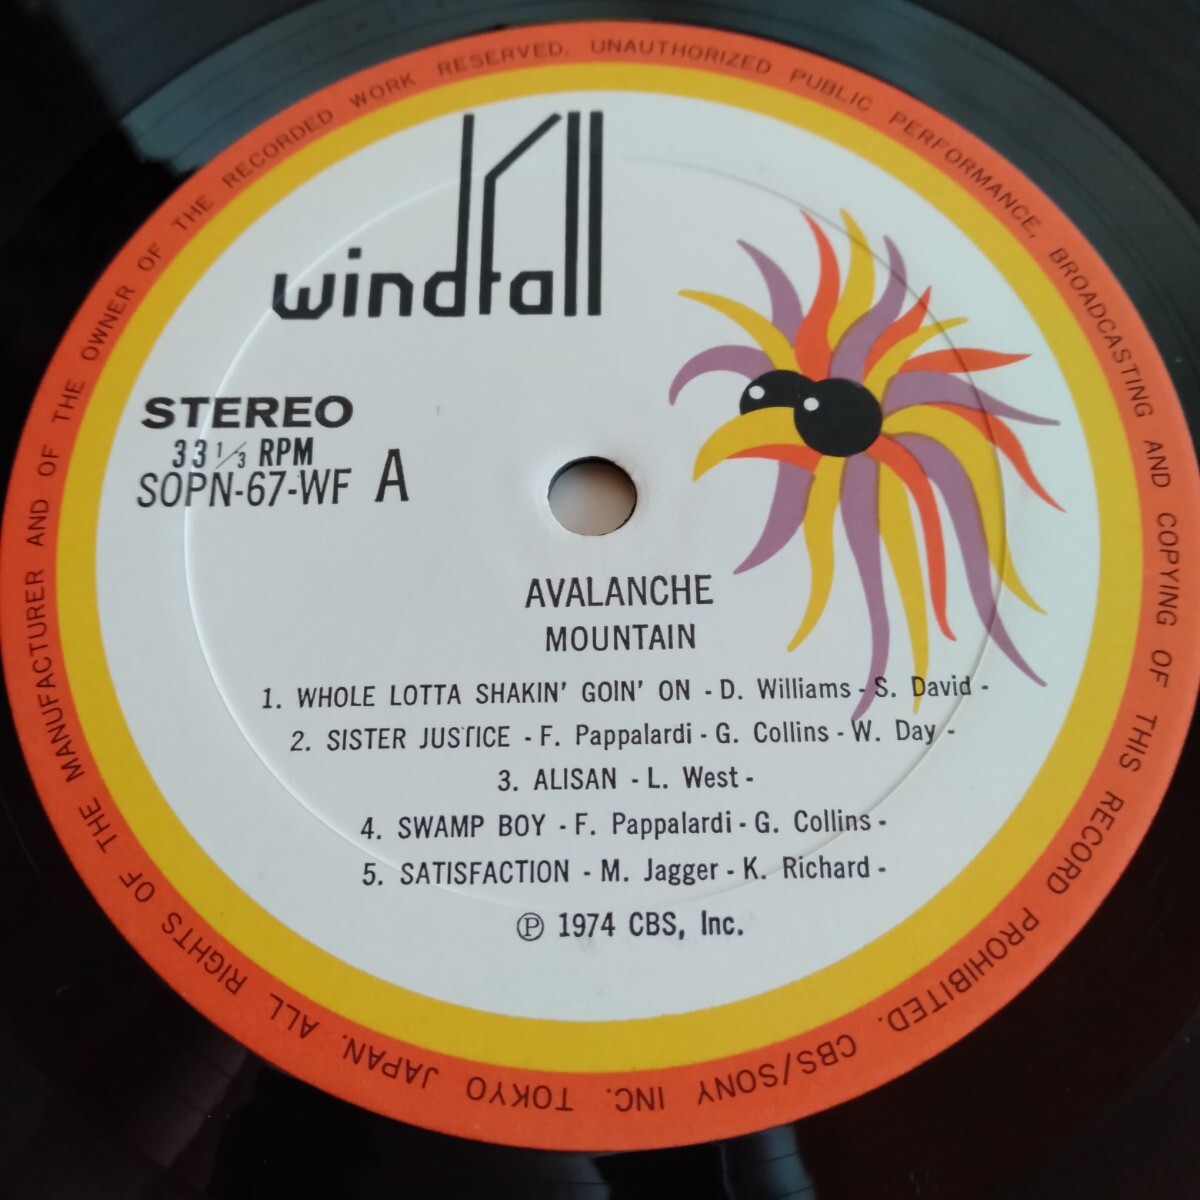 windfall
STEREO
33 1/3 RPM
SOPN-67-WF A
AVALANCHE
MOUNTAIN
1. WHOLE LOTTA SHAKIN' GOIN' ON - D. Williams - S. David -
2. SISTER JUSTICE - F. Pappalardi - G. Collins - W. Day -
3. ALISAN - L. West -
4. SWAMP BOY - F. Pappalardi - G. Collins -
5. SATISFACTION - M. Jagger - K. Richard -
Ⓟ 1974 CBS, Inc.
ALL RIGHTS OF THE MANUFACTURER AND OF THE OWNER OF THE RECORDED WORK RESERVED. UNAUTHORIZED PUBLIC PERFORMANCE, BROADCASTING AND COPYING OF THIS RECORD PROHIBITED. CBS/SONY INC. TOKYO JAPAN.